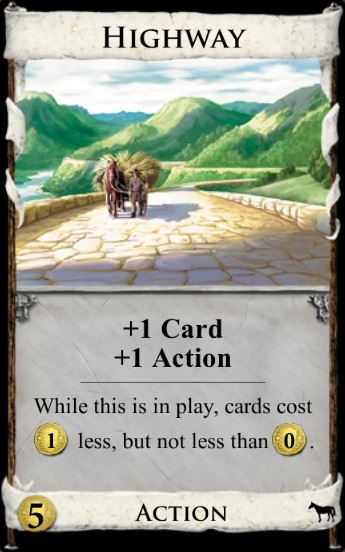 HIGHWAY
+1 Card
+1 Action
While this is in play, cards cost
1 less, but not less than 0.
5 ACTION